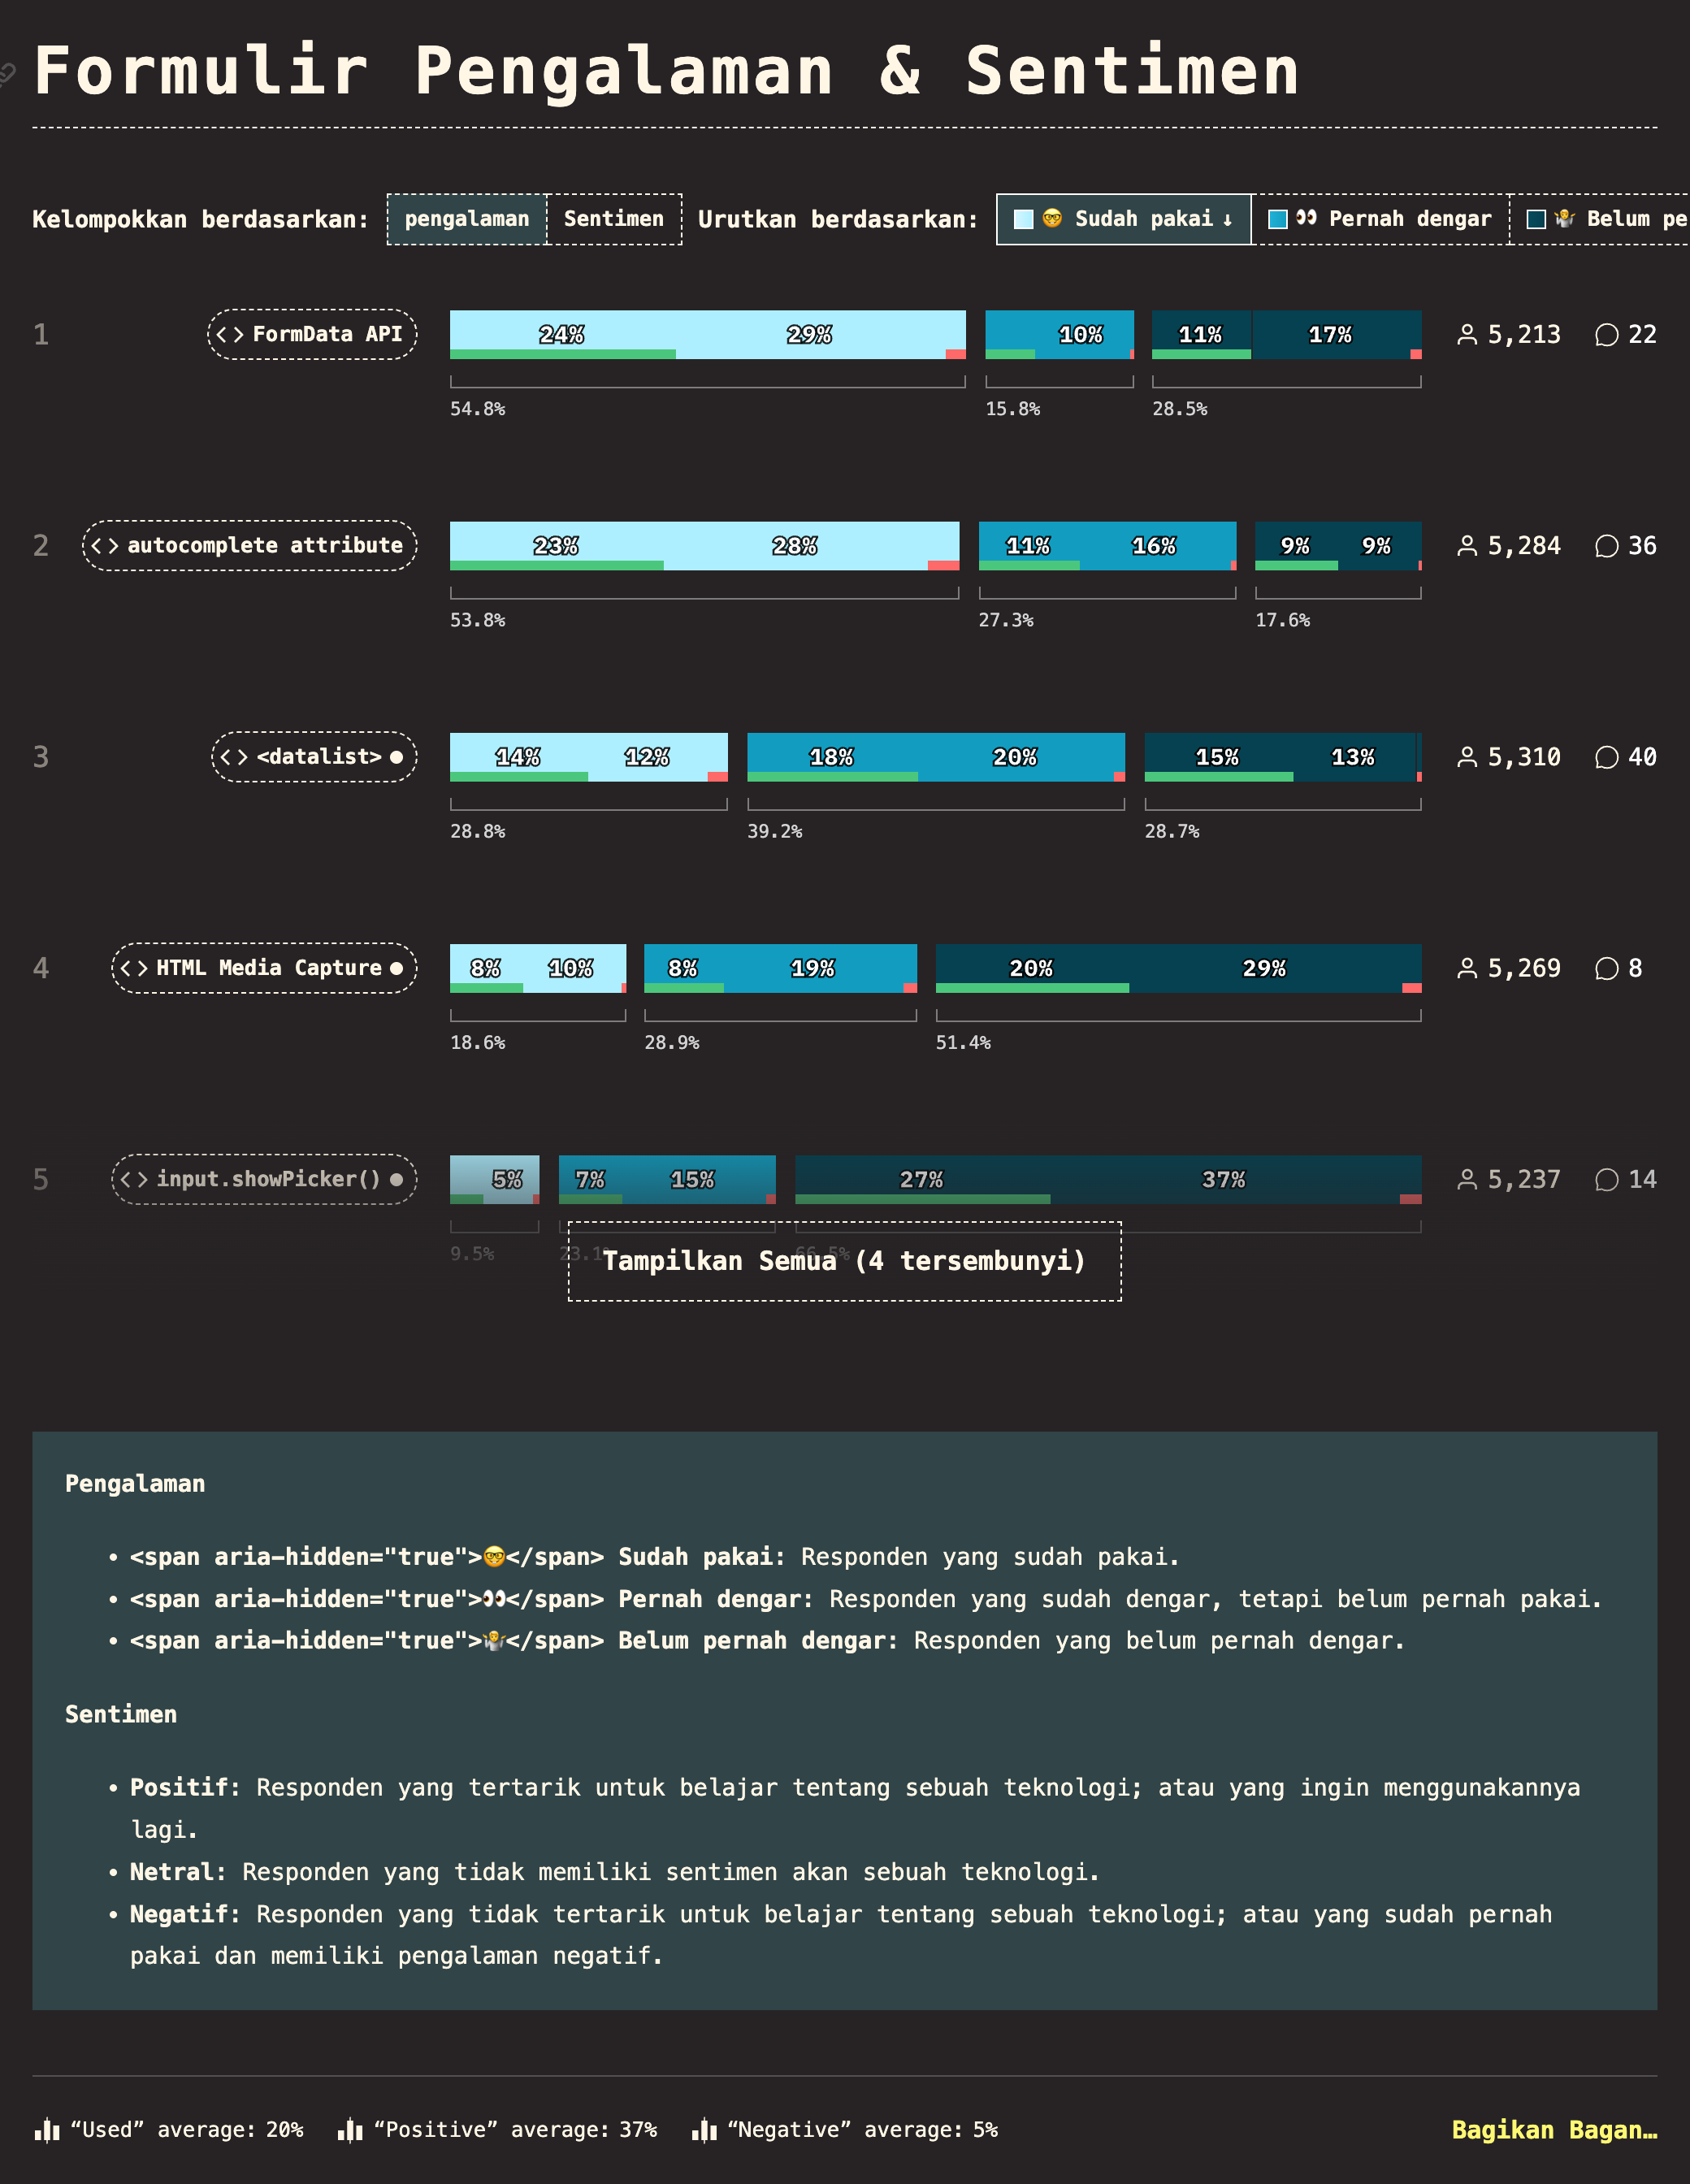 Formulir Pengalaman & Sentimen
Kelompokkan berdasarkan: pengalaman Sentimen Urutkan berdasarkan: 🤓 Sudah pakai ↓ 👀 Pernah dengar 🤷 Belum pe
1 <> FormData API 24% 29% 10% 11% 17% 5,213 22
54.8% 15.8% 28.5%
2 <> autocomplete attribute 23% 28% 11% 16% 9% 9% 5,284 36
53.8% 27.3% 17.6%
3 <> <datalist> 14% 12% 18% 20% 15% 13% 5,310 40
28.8% 39.2% 28.7%
4 <> HTML Media Capture 8% 10% 8% 19% 20% 29% 5,269 8
18.6% 28.9% 51.4%
5 <> input.showPicker() 5% 7% 15% 27% 37% 5,237 14
9.5% 23.1% 66.5%
Tampilkan Semua (4 tersembunyi)
Pengalaman
• <span aria-hidden="true">🤓</span> Sudah pakai: Responden yang sudah pakai.
• <span aria-hidden="true">👀</span> Pernah dengar: Responden yang sudah dengar, tetapi belum pernah pakai.
• <span aria-hidden="true">🤷</span> Belum pernah dengar: Responden yang belum pernah dengar.
Sentimen
• Positif: Responden yang tertarik untuk belajar tentang sebuah teknologi; atau yang ingin menggunakannya
lagi.
• Netral: Responden yang tidak memiliki sentimen akan sebuah teknologi.
• Negatif: Responden yang tidak tertarik untuk belajar tentang sebuah teknologi; atau yang sudah pernah
pakai dan memiliki pengalaman negatif.
“Used” average: 20% “Positive” average: 37% “Negative” average: 5% Bagikan Bagan…